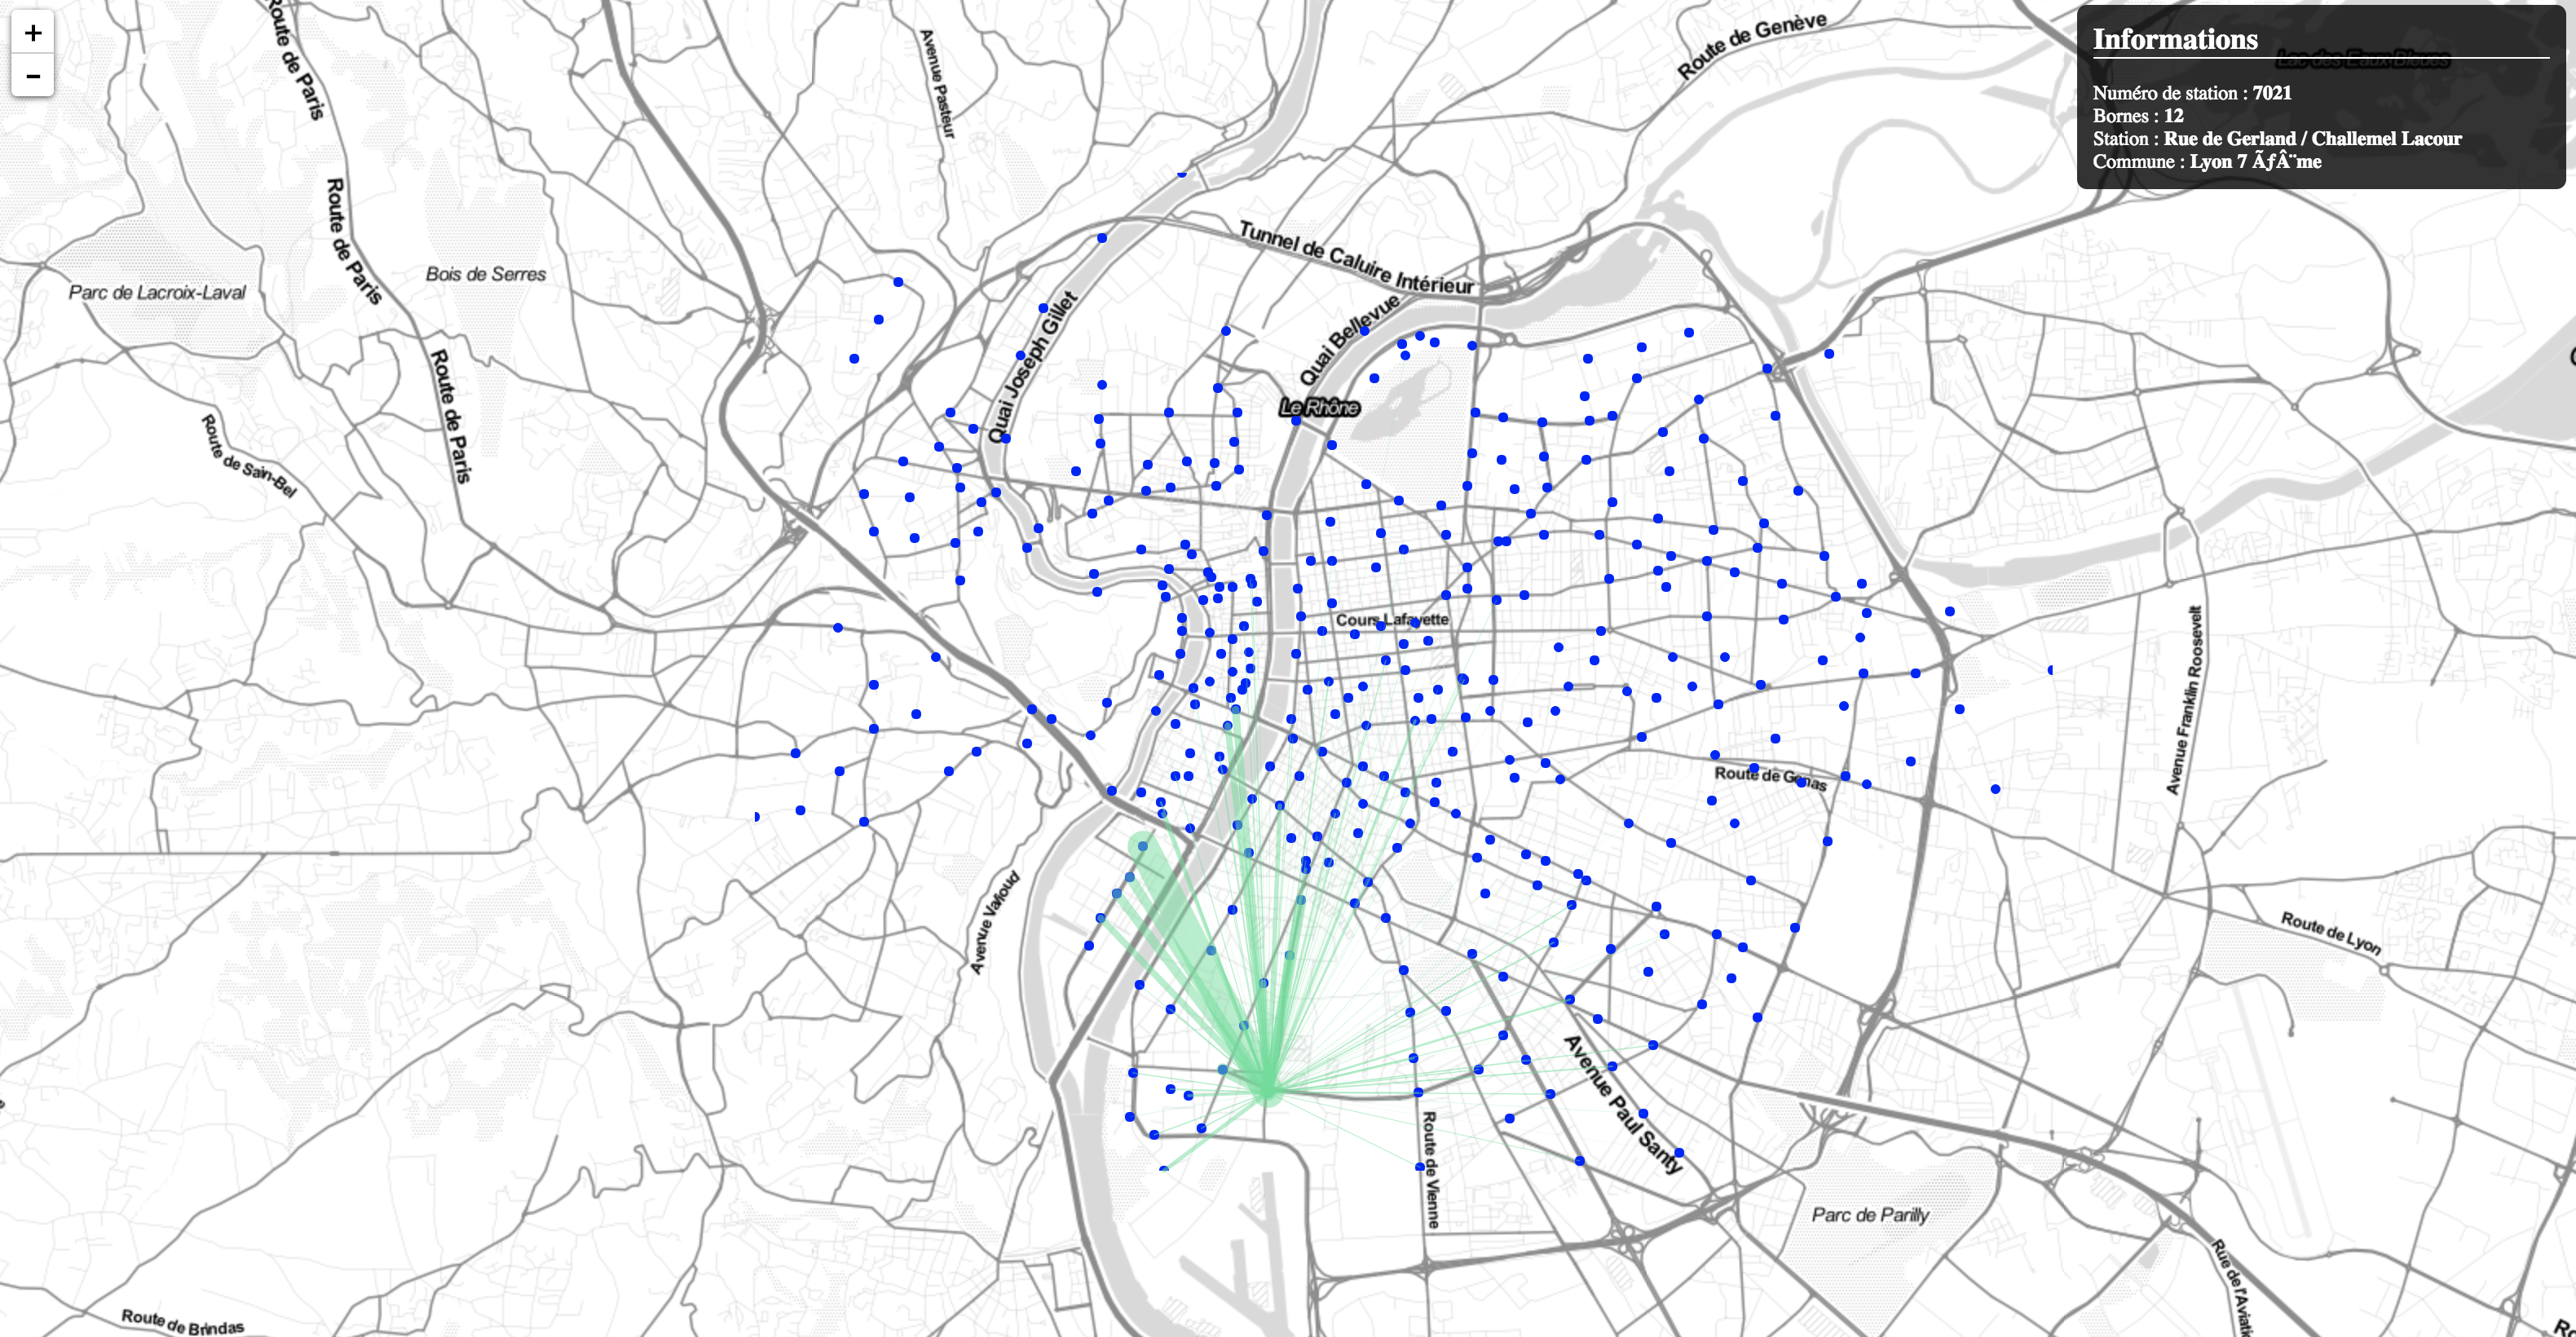 +
−
Informations
Lac des Eaux Bleues
Numéro de station : 7021
Bornes : 12
Station : Rue de Gerland / Challemel Lacour
Commune : Lyon 7 ÃƒÂ¨me
Route de Paris
Avenue Pasteur
Route de Genève
Route de Paris
Tunnel de Caluire Intérieur
Bois de Serres
Parc de Lacroix-Laval
Quai Joseph Gillet
Quai Bellevue
Route de Paris
Le Rhône
Route de Sain-Bel
Cours Lafayette
Avenue Franklin Roosevelt
Route de Genas
Avenue Valioud
Route de Lyon
Avenue Paul Santy
Route de Vienne
Parc de Parilly
Route de Brindas